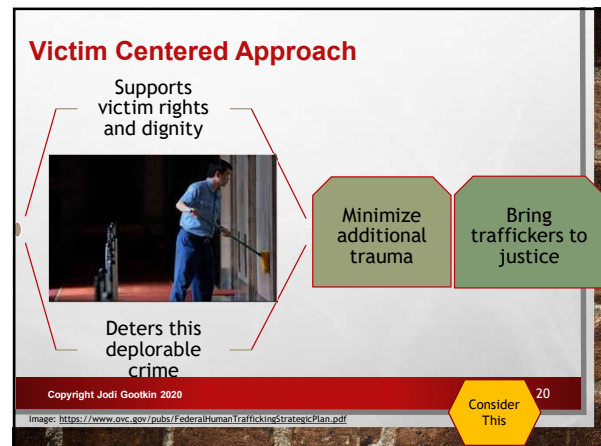 Victim Centered Approach
Supports
victim rights
and dignity
Minimize
additional
trauma
Bring
traffickers to
justice
Deters this
deplorable
crime
Copyright Jodi Gootkin 2020
Consider
This
20
Image: https://www.ovc.gov/pubs/FederalHumanTraffickingStrategicPlan.pdf